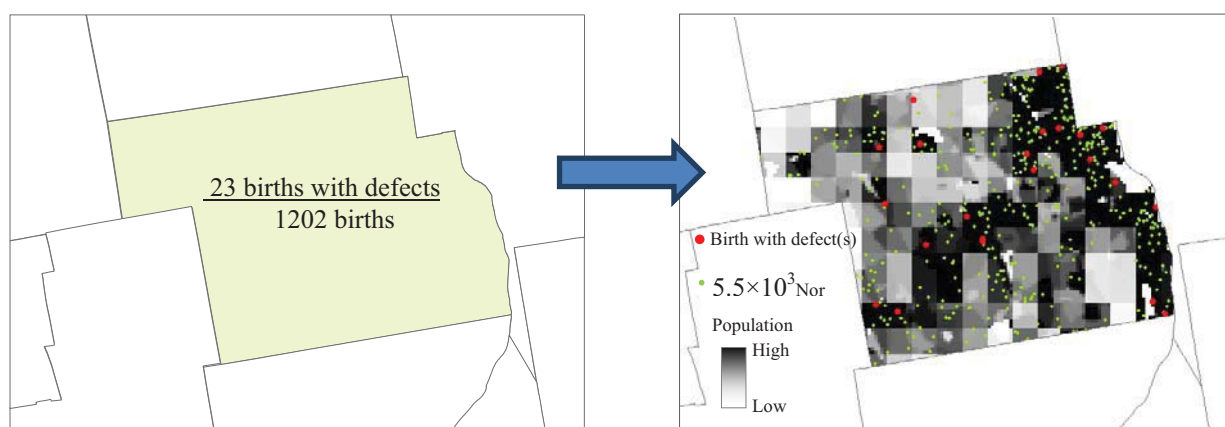 23 births with defects
1202 births
Birth with defect(s)
5.5×10³Nor
Population
High
Low